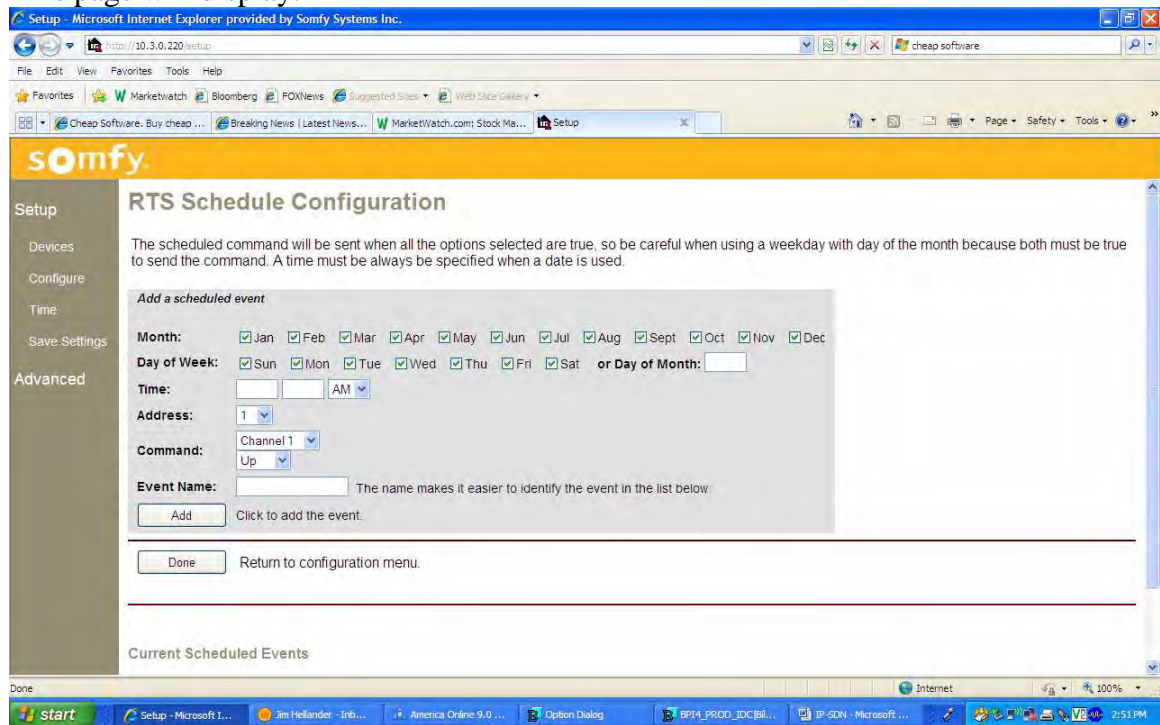 Setup - Microsoft Internet Explorer provided by Somfy Systems Inc.
http://10.3.0.220/setup
cheap software
File Edit View Favorites Tools Help
Favorites Marketwatch Bloomberg FOXNews Suggested Sites Web Slice Gallery
Cheap Software. Buy cheap ... Breaking News | Latest News... MarketWatch.com: Stock Ma... Setup Page Safety Tools
somfy.
Setup
Devices
Configure
Time
Save Settings
Advanced
RTS Schedule Configuration
The scheduled command will be sent when all the options selected are true, so be careful when using a weekday with day of the month because both must be true
to send the command. A time must be always be specified when a date is used.
Add a scheduled event
Month: Jan Feb Mar Apr May Jun Jul Aug Sept Oct Nov Dec
Day of Week: Sun Mon Tue Wed Thu Fri Sat or Day of Month:
Time: AM
Address: 1
Command: Channel 1
Up
Event Name: The name makes it easier to identify the event in the list below.
Add Click to add the event.
Done Return to configuration menu.
Current Scheduled Events
Done Internet 100%
start Setup - Microsoft I... Jim Hellander - Inb... America Online 9.0 ... Option Dialog BPI4_PROD_IDC|Bil... IP-SDN - Microsoft ... 2:51 PM